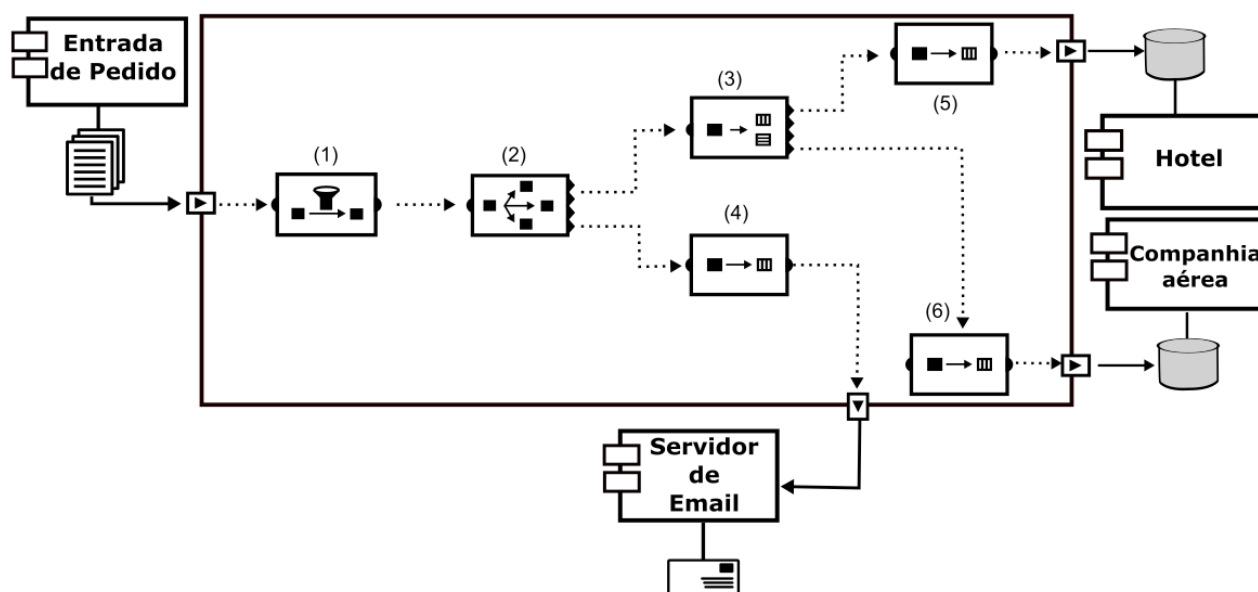 Entrada
de Pedido
(1)
(2)
(3)
(4)
(5)
(6)
Hotel
Companhia
aérea
Servidor
de
Email